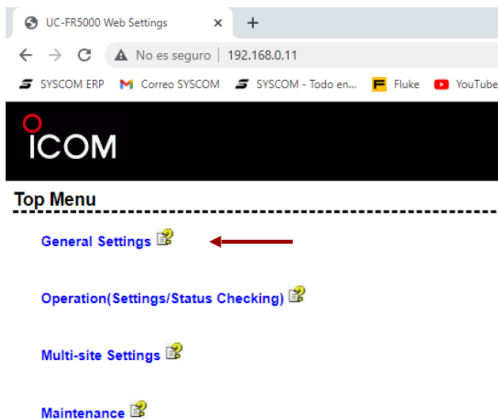 UC-FR5000 Web Settings
No es seguro | 192.168.0.11
SYSCOM ERP Correo SYSCOM SYSCOM - Todo en... Fluke YouTube
ICOM
Top Menu
General Settings
Operation(Settings/Status Checking)
Multi-site Settings
Maintenance